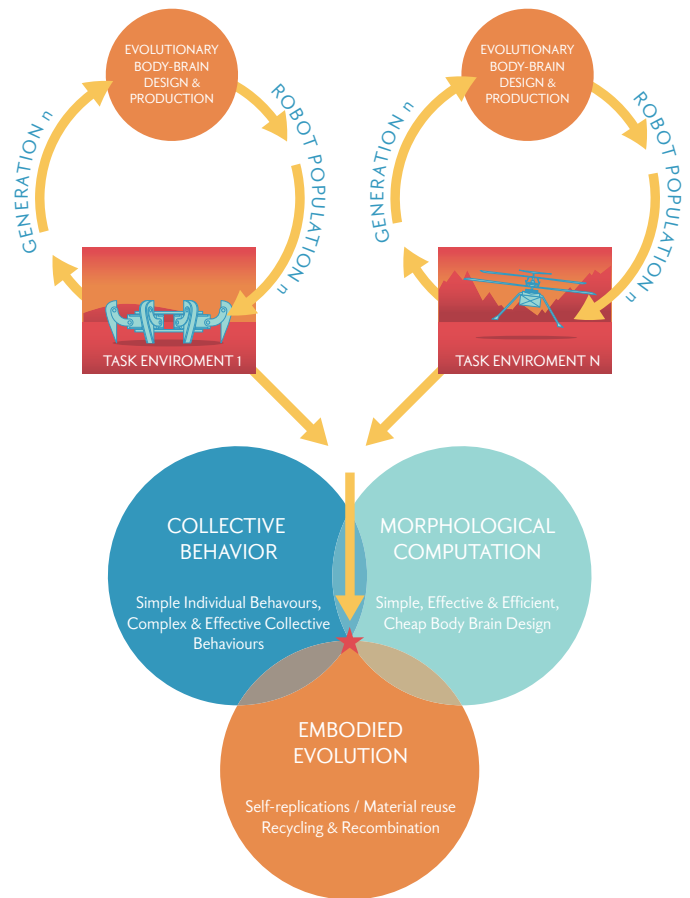 EVOLUTIONARY
BODY-BRAIN
DESIGN &
PRODUCTION
GENERATION n
ROBOT POPULATION n
TASK ENVIROMENT 1
EVOLUTIONARY
BODY-BRAIN
DESIGN &
PRODUCTION
GENERATION n
ROBOT POPULATION n
TASK ENVIROMENT N
COLLECTIVE
BEHAVIOR
Simple Individual Behavours,
Complex & Effective Collective
Behaviours
MORPHOLOGICAL
COMPUTATION
Simple, Effective & Efficient,
Cheap Body Brain Design
EMBODIED
EVOLUTION
Self-replications / Material reuse
Recycling & Recombination